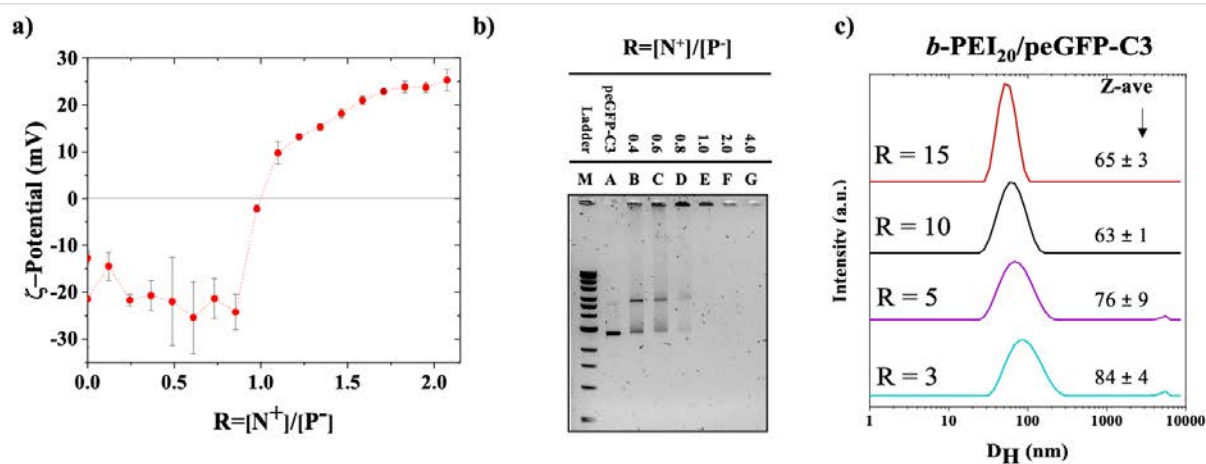 a)
30
20
10
0
-10
-20
-30
ζ–Potential (mV)
0.0 0.5 1.0 1.5 2.0
R=[N+]/[P-]
b)
R=[N+]/[P-]
Ladder peGFP-C3 0.4 0.6 0.8 1.0 2.0 4.0
M A B C D E F G
c)
b-PEI20/peGFP-C3
Z-ave
R = 15 65 ± 3
R = 10 63 ± 1
R = 5 76 ± 9
R = 3 84 ± 4
Intensity (a.u.)
1 10 100 1000 10000
DH (nm)